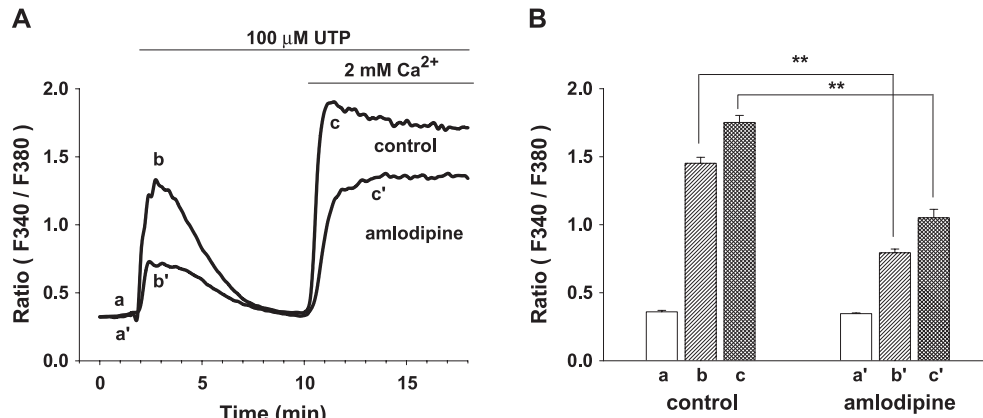 A
100 μM UTP
2 mM Ca2+
Ratio ( F340 / F380)
2.0
1.5
1.0
0.5
0.0
a
a'
b
b'
c
control
c'
amlodipine
0
5
10
15
Time (min)
B
**
**
Ratio ( F340 / F380)
2.0
1.5
1.0
0.5
0.0
a b c a' b' c'
control amlodipine